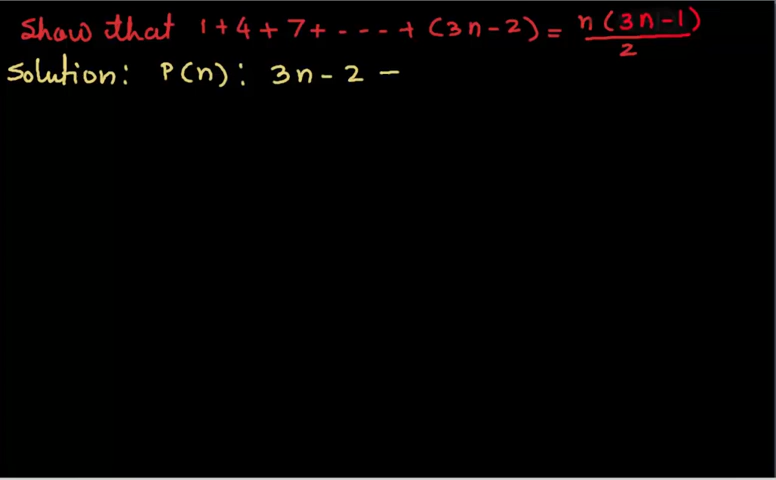 Show that 1 + 4 + 7 + - - - - + (3n - 2) = n (3n - 1) / 2
Solution: P(n): 3n - 2 -